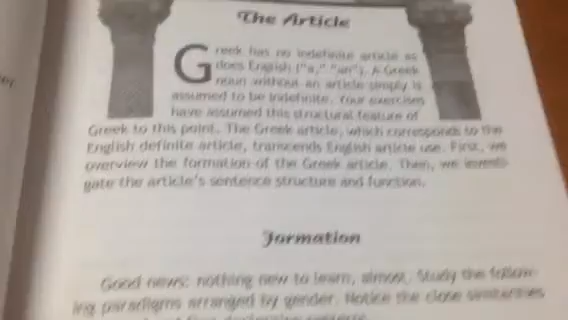 The Article
Greek has no indefinite article as
does English ("a," "an"). A Greek
noun without an article simply is
assumed to be indefinite. Your exercises
have assumed this structural feature of
Greek to this point. The Greek article, which corresponds to the
English definite article, transcends English article use. First, we
overview the formation of the Greek article. Then, we investi-
gate the article's sentence structure and function.
Formation
Good news: nothing new to learn, almost. Study the follow-
ing paradigms arranged by gender. Notice the close similarities